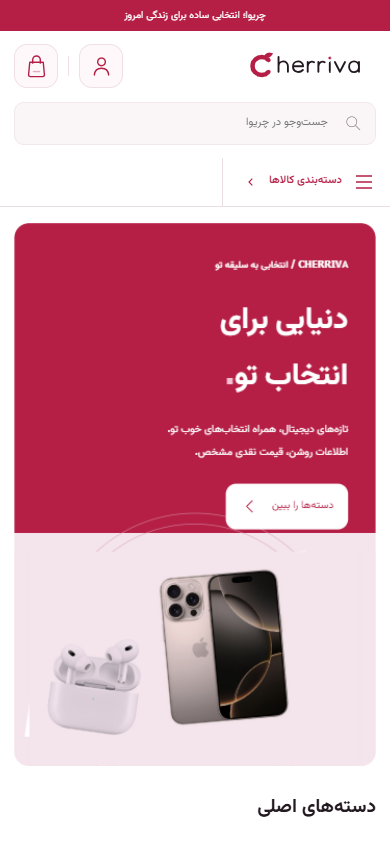 چریوا؛ انتخابی ساده برای زندگی امروز
Cherriva
جست‌وجو در چریوا
دسته‌بندی کالاها
CHERRIVA / انتخابی به سلیقه تو
دنیایی برای
انتخاب تو.
تازه‌های دیجیتال، همراه انتخاب‌های خوب تو.
اطلاعات روشن، قیمت نقدی مشخص.
دسته‌ها را ببین
دسته‌های اصلی